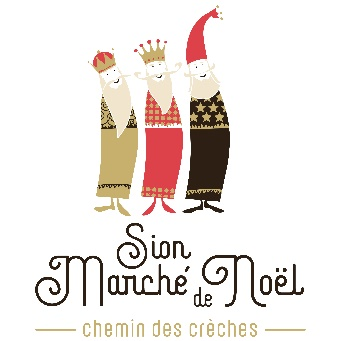 Sion
Marché de Noël
chemin des crèches